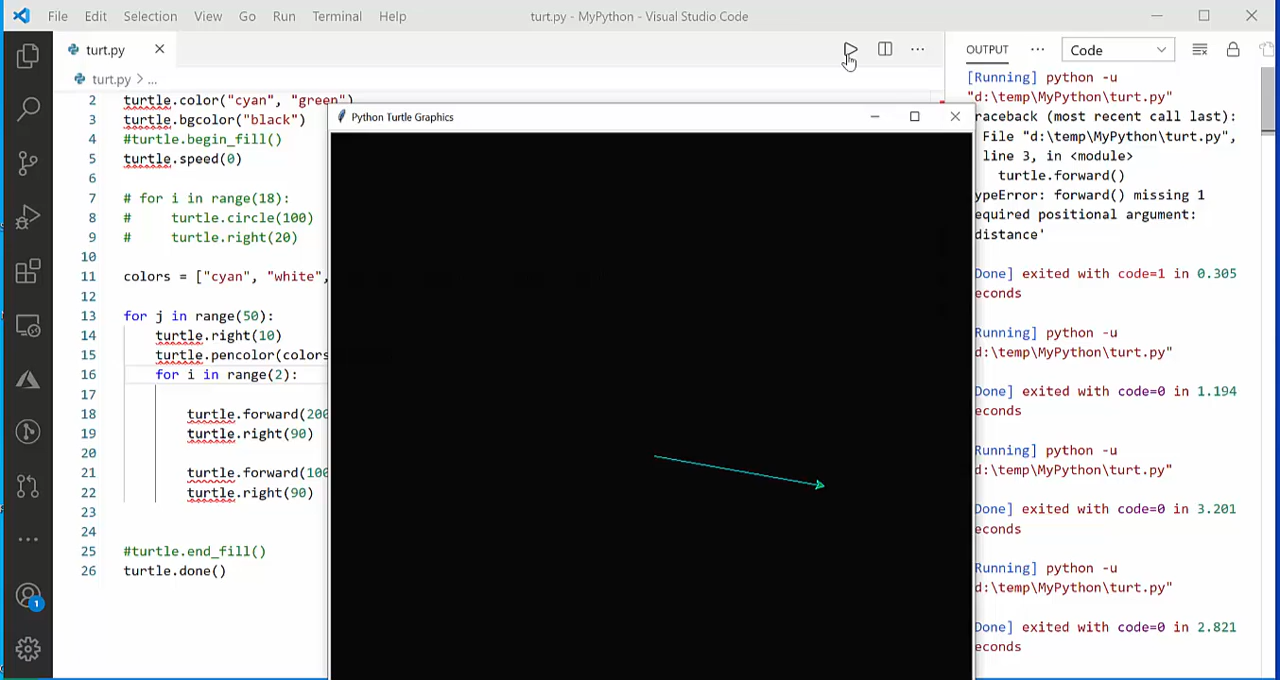 File Edit Selection View Go Run Terminal Help
turt.py - MyPython - Visual Studio Code
turt.py
turt.py > ...
2 turtle.color("cyan", "green")
3 turtle.bgcolor("black")
4 #turtle.begin_fill()
5 turtle.speed(0)
6
7 # for i in range(18):
8 #     turtle.circle(100)
9 #     turtle.right(20)
10
11 colors = ["cyan", "white",
12
13 for j in range(50):
14     turtle.right(10)
15     turtle.pencolor(colors
16     for i in range(2):
17
18         turtle.forward(200
19         turtle.right(90)
20
21         turtle.forward(100
22         turtle.right(90)
23
24
25 #turtle.end_fill()
26 turtle.done()
1
Python Turtle Graphics
OUTPUT ... Code
[Running] python -u
"d:\temp\MyPython\turt.py"
raceback (most recent call last):
File "d:\temp\MyPython\turt.py",
line 3, in <module>
turtle.forward()
ypeError: forward() missing 1
equired positional argument:
distance'
Done] exited with code=1 in 0.305
econds
Running] python -u
d:\temp\MyPython\turt.py"
Done] exited with code=0 in 1.194
econds
Running] python -u
d:\temp\MyPython\turt.py"
Done] exited with code=0 in 3.201
econds
Running] python -u
d:\temp\MyPython\turt.py"
Done] exited with code=0 in 2.821
econds